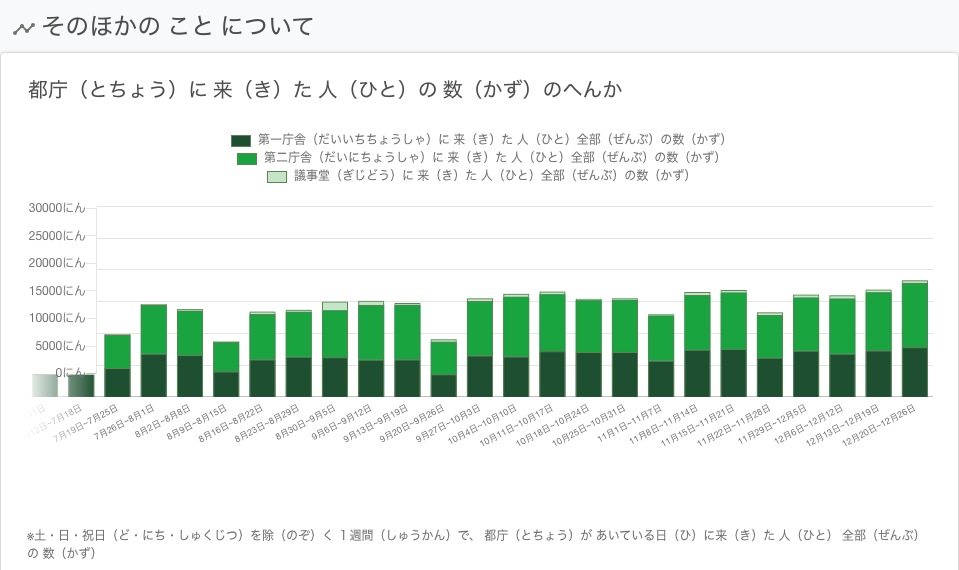 そのほかの こと について
都庁（とちょう）に 来（き）た 人（ひと）の 数（かず）のへんか
第一庁舎（だいいちちょうしゃ）に 来（き）た 人（ひと）全部（ぜんぶ）の数（かず）
第二庁舎（だいにちょうしゃ）に 来（き）た 人（ひと）全部（ぜんぶ）の数（かず）
議事堂（ぎじどう）に 来（き）た 人（ひと）全部（ぜんぶ）の数（かず）
30000にん
25000にん
20000にん
15000にん
10000にん
5000にん
0にん
7月19日~7月25日
7月26日~8月1日
8月2日~8月8日
8月9日~8月15日
8月16日~8月22日
8月23日~8月29日
8月30日~9月5日
9月6日~9月12日
9月13日~9月19日
9月20日~9月26日
9月27日~10月3日
10月4日~10月10日
10月11日~10月17日
10月18日~10月24日
10月25日~10月31日
11月1日~11月7日
11月8日~11月14日
11月15日~11月21日
11月22日~11月28日
11月29日~12月5日
12月6日~12月12日
12月13日~12月19日
12月20日~12月26日
※土・日・祝日（ど・にち・しゅくじつ）を除（のぞ）く １週間（しゅうかん）で、 都庁（とちょう）が あいている日（ひ）に来（き）た 人（ひと） 全部（ぜんぶ）
の 数（かず）